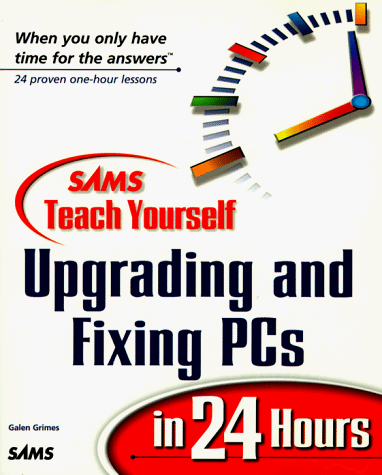 When you only have
time for the answers™
24 proven one-hour lessons
SAMS
Teach Yourself
Upgrading and
Fixing PCs
in 24 Hours
Galen Grimes
SAMS